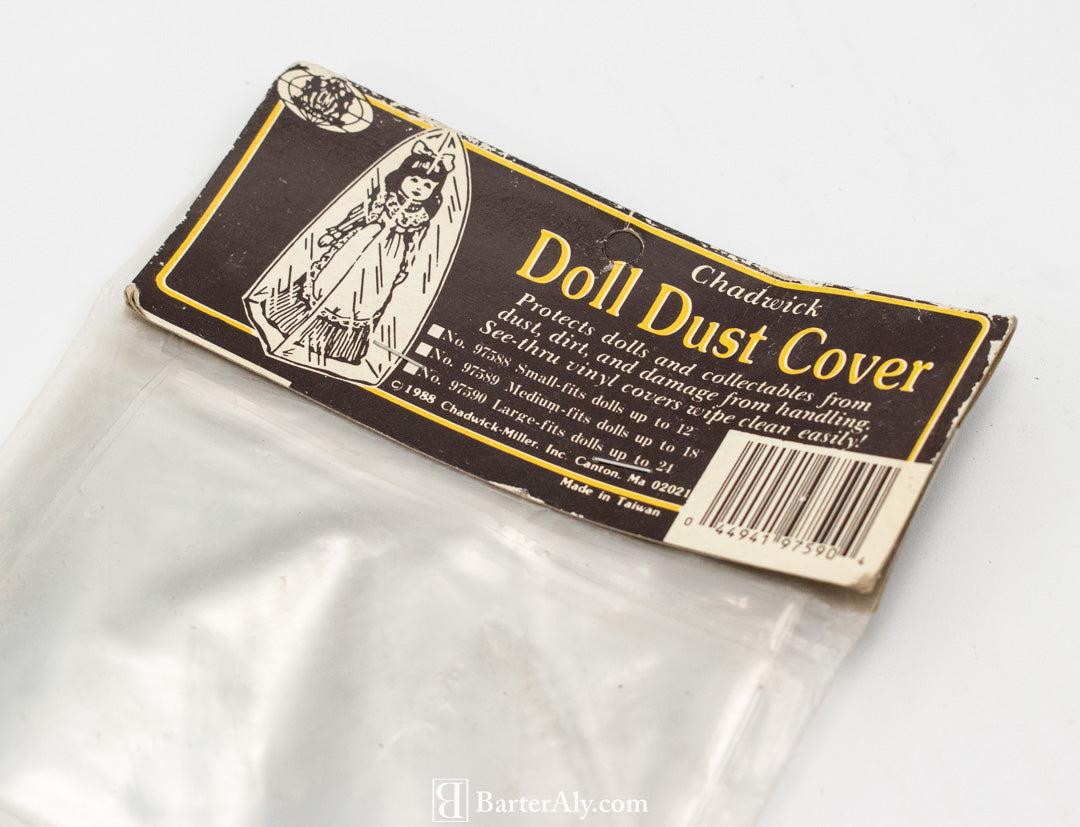 Chadwick
Doll Dust Cover
Protects dolls and collectables from
dust, dirt, and damage from handling.
See-thru vinyl covers wipe clean easily!
No. 97588 Small-fits dolls up to 12"
No. 97589 Medium-fits dolls up to 18"
No. 97590 Large-fits dolls up to 21
©1988 Chadwick-Miller, Inc. Canton, Ma 02021
Made in Taiwan
0 44941 97590 4
B BarterAly.com